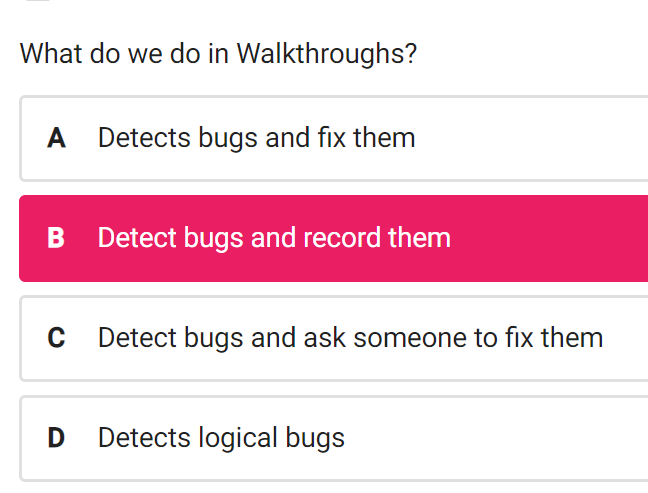 What do we do in Walkthroughs?
A Detects bugs and fix them
B Detect bugs and record them
C Detect bugs and ask someone to fix them
D Detects logical bugs